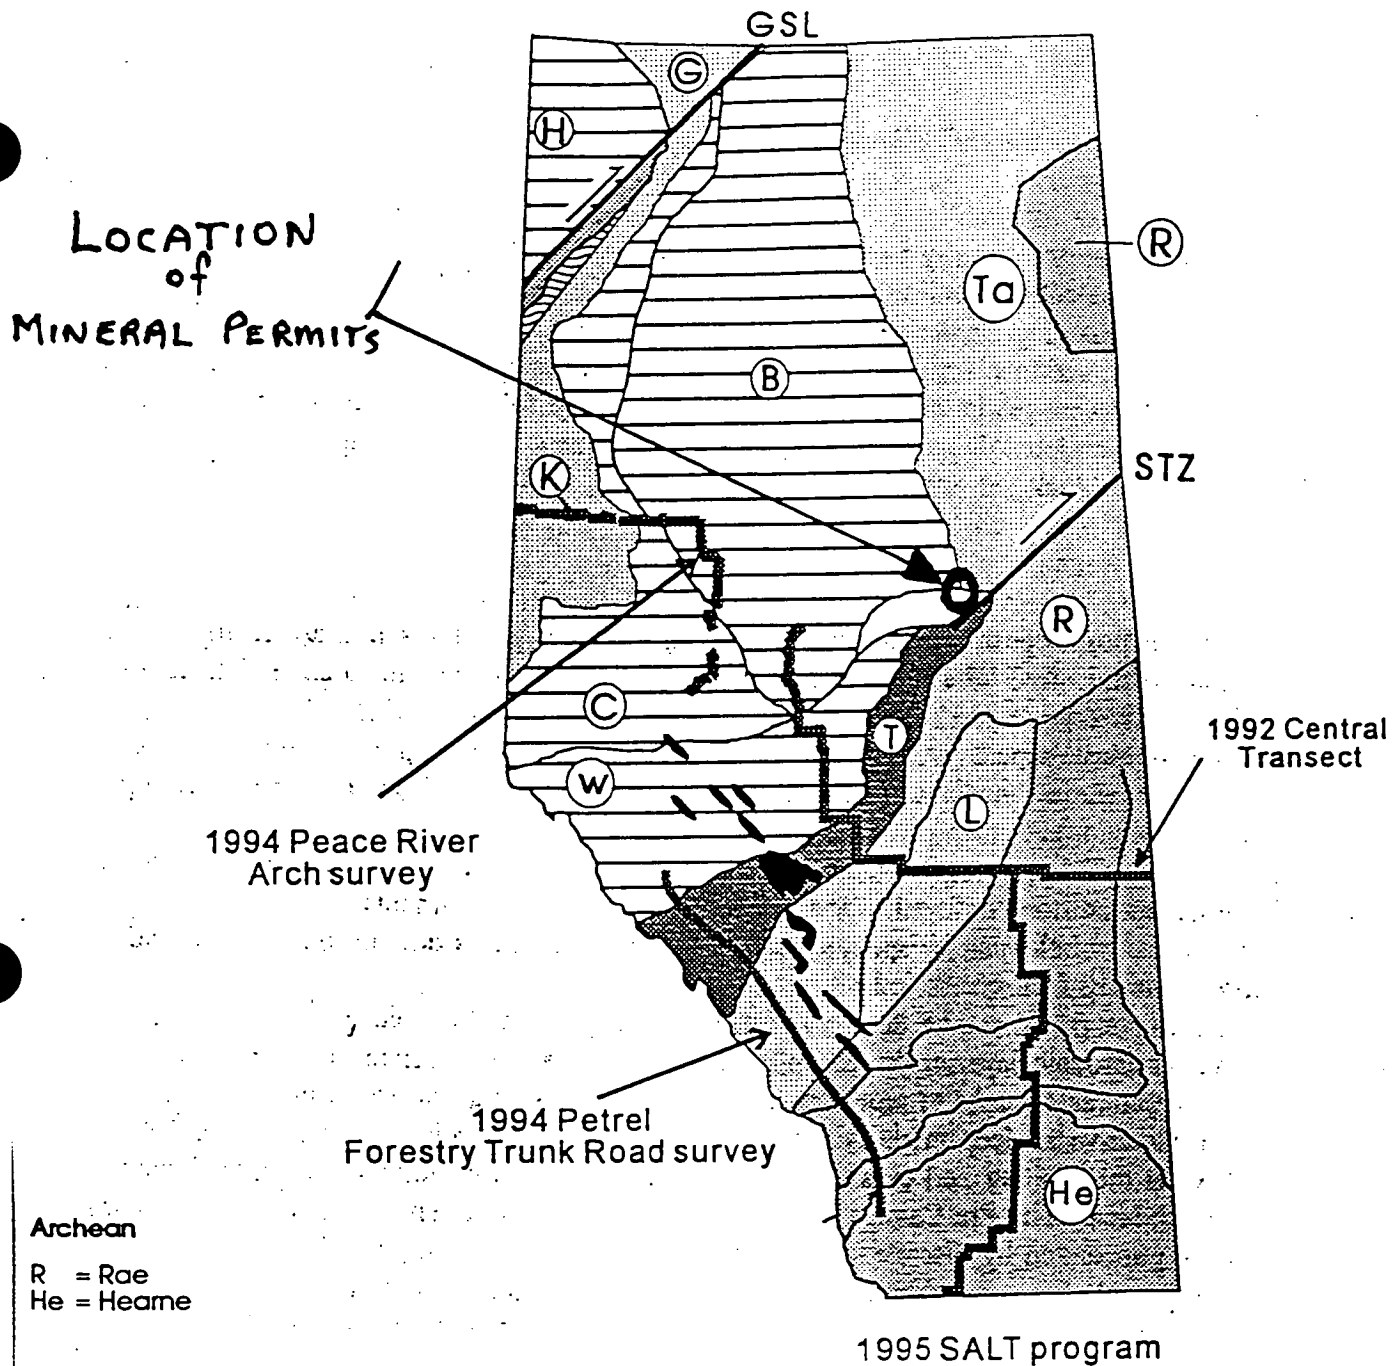 GSL
G
H
LOCATION
of
MINERAL PERMITS
R
Ta
B
STZ
K
R
C
T
1992 Central
Transect
W
L
1994 Peace River
Arch survey
1994 Petrel
Forestry Trunk Road survey
He
Archean
R = Rae
He = Hearne
1995 SALT program